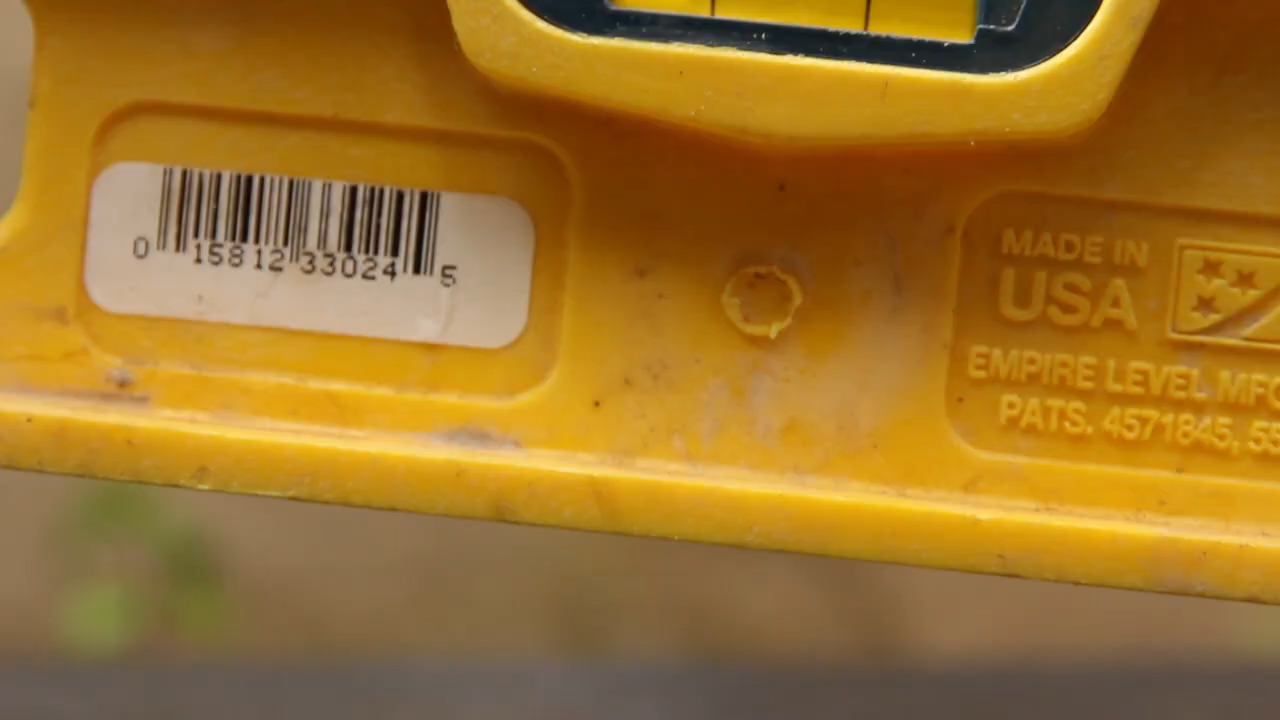 0 15812 33024 5
MADE IN
USA
EMPIRE LEVEL
PATS. 4571845,